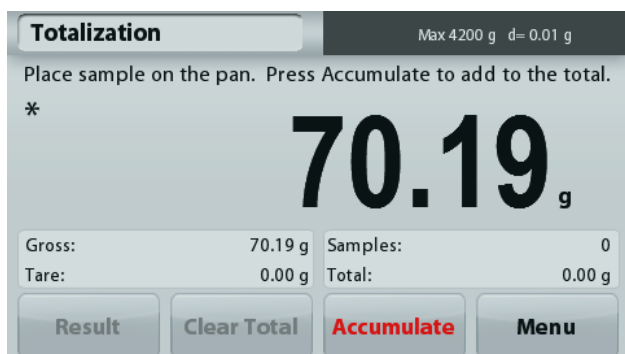 Totalization Max 4200 g d= 0.01 g
Place sample on the pan. Press Accumulate to add to the total.
*
70.19 g
Gross: 70.19 g Samples: 0
Tare: 0.00 g Total: 0.00 g
Result Clear Total Accumulate Menu